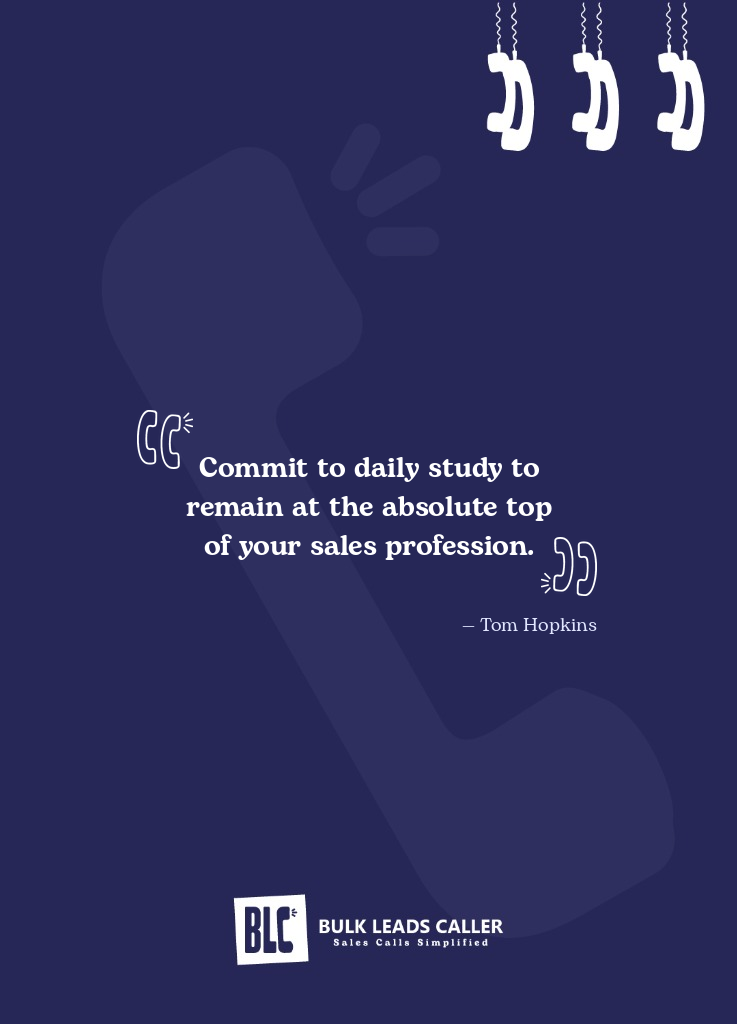 Commit to daily study to
remain at the absolute top
of your sales profession.
— Tom Hopkins
BLC
BULK LEADS CALLER
Sales Calls Simplified